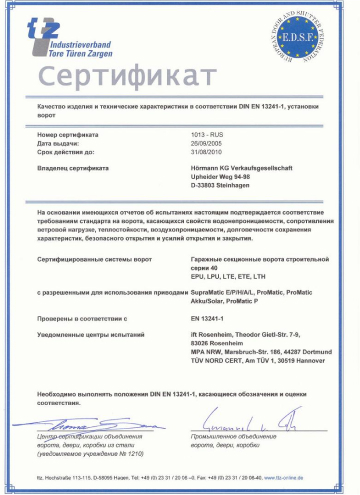 ttz
Industrieverband
Tore Türen Zargen
EUROPEAN DOOR AND SHUTTER FEDERATION
E.D.S.F.
Сертификат
Качество изделия и технические характеристики в соответствии DIN EN 13241-1, установки
ворот
Номер сертификата 1013 - RUS
Дата выдачи: 26/09/2005
Срок действия до: 31/08/2010
Владелец сертификата Hörmann KG Verkaufsgesellschaft
Upheider Weg 94-98
D-33803 Steinhagen
На основании имеющихся отчетов об испытаниях настоящим подтверждается соответствие
требованиям стандарта на ворота, касающихся свойств водонепроницаемости, сопротивления
ветровой нагрузке, теплостойкости, воздухопроницаемости, долговечности сохранения
характеристик, безопасного открытия и усилий открытия и закрытия.
Сертифицированные системы ворот Гаражные секционные ворота строительной
серии 40
EPU, LPU, LTE, ETE, LTH
с разрешенными для использования приводами SupraMatic E/P/H/A/L, ProMatic, ProMatic
Akku/Solar, ProMatic P
Проверены в соответствии с EN 13241-1
Уведомленные центры испытаний ift Rosenheim, Theodor Gietl-Str. 7-9,
83026 Rosenheim
MPA NRW, Marsbruch-Str. 186, 44287 Dortmund
TÜV NORD CERT, Am TÜV 1, 30519 Hannover
Необходимо выполнять положения DIN EN 13241-1, касающиеся обозначения и оценки
соответствия.
Центр сертификации объединения Промышленное объединение
ворота, двери, коробки из стали ворота, двери, коробки
(уведомляемое учреждение № 1210)
ttz, Hochstraße 113-115, D-58095 Hagen, Tel: +49 (0) 23 31 / 20 08 -0, Fax: +49 (0) 23 31 / 20 08-40, www.ttz-online.de